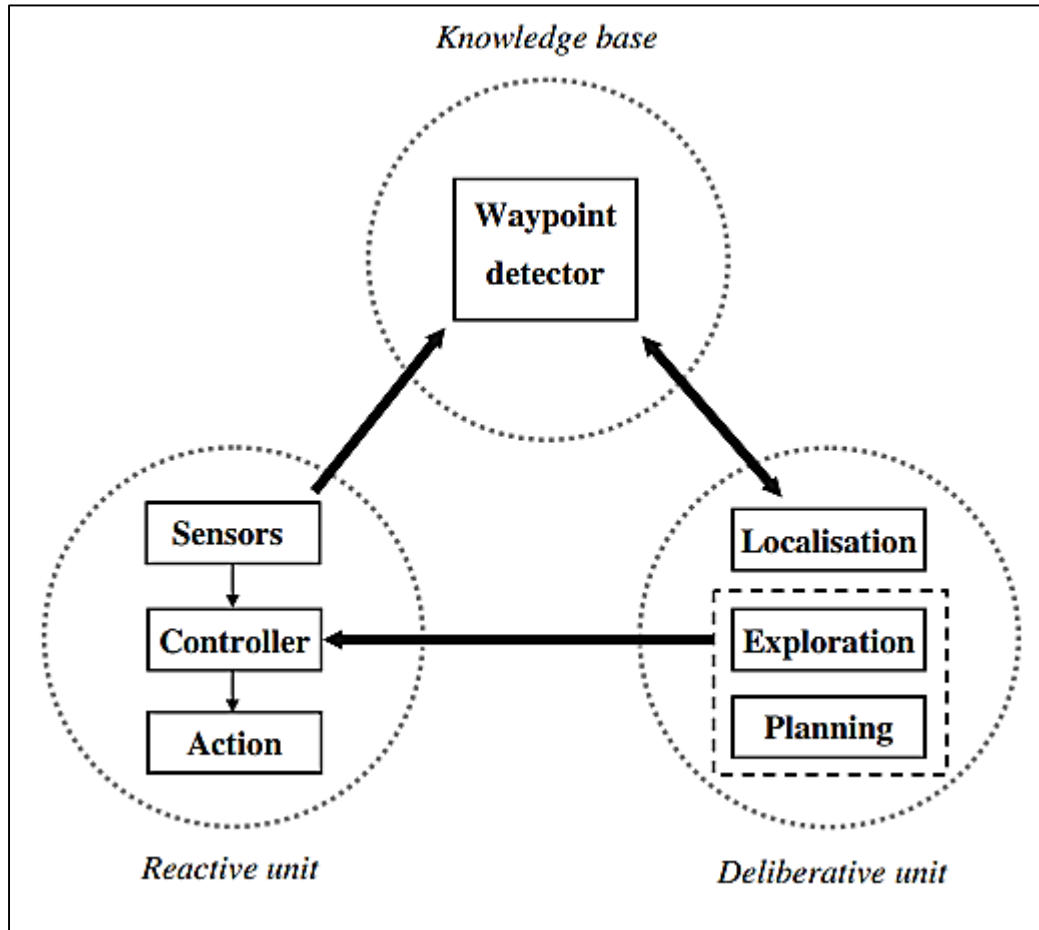 Knowledge base
Waypoint
detector
Sensors
Controller
Action
Reactive unit
Localisation
Exploration
Planning
Deliberative unit